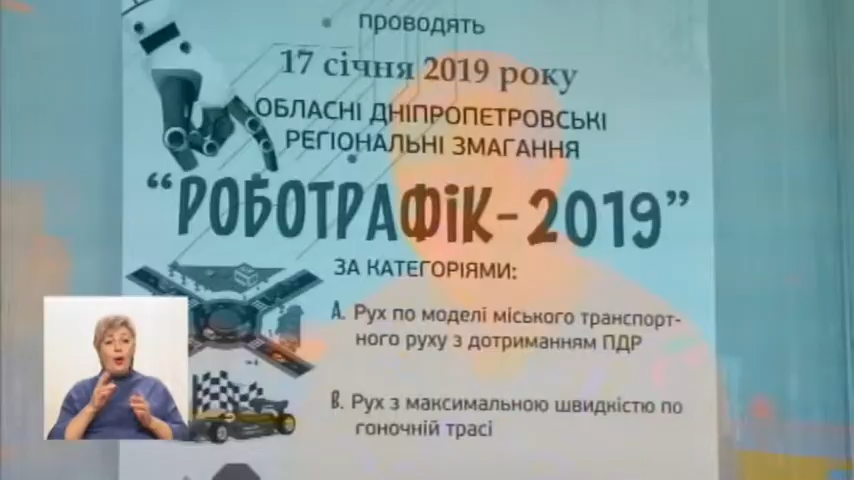 проводять
17 січня 2019 року
ОБЛАСНІ ДНІПРОПЕТРОВСЬКІ
РЕГІОНАЛЬНІ ЗМАГАННЯ
“РОБОТРАФіК-2019”
ЗА КАТЕГОРІЯМИ:
А. Рух по моделі міського транспорт-
ного руху з дотриманням ПДР
В. Рух з максимальною швидкістю по
гоночній трасі